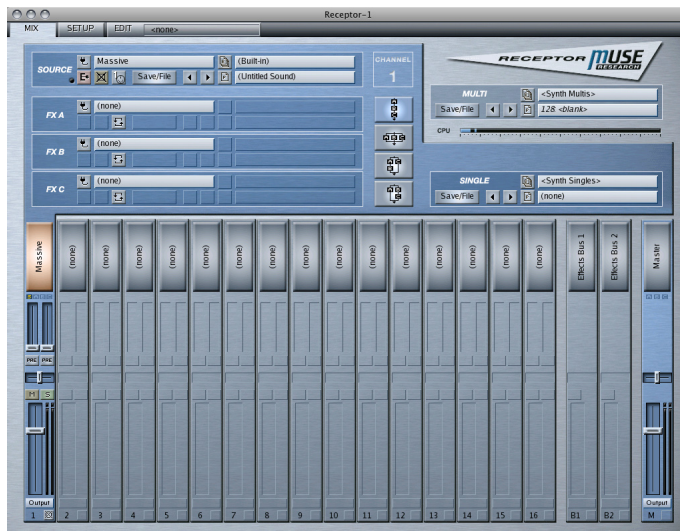 Receptor-1
MIX SETUP EDIT <none>
SOURCE Massive (Built-in)
Save/File (Untitled Sound)
CHANNEL
1
RECEPTOR MUSE
RESEARCH
MULTI <Synth Multis>
Save/File 128 <blank>
CPU
FX A (none)
FX B (none)
FX C (none)
SINGLE <Synth Singles>
Save/File (none)
Massive (none) (none) (none) (none) (none) (none) (none) (none) (none) (none) (none) (none) (none) (none) (none) Effects Bus 1 Effects Bus 2 Master
PRE PRE
M S
Output Output
1 2 3 4 5 6 7 8 9 10 11 12 13 14 15 16 B1 B2 M